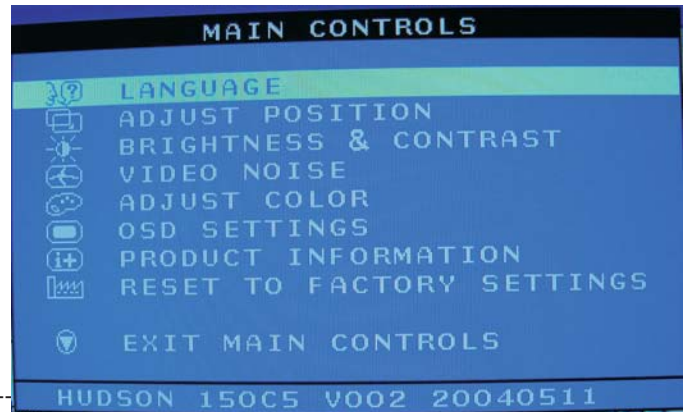 MAIN CONTROLS
LANGUAGE
ADJUST POSITION
BRIGHTNESS & CONTRAST
VIDEO NOISE
ADJUST COLOR
OSD SETTINGS
PRODUCT INFORMATION
RESET TO FACTORY SETTINGS
EXIT MAIN CONTROLS
HUDSON 150C5 V002 20040511